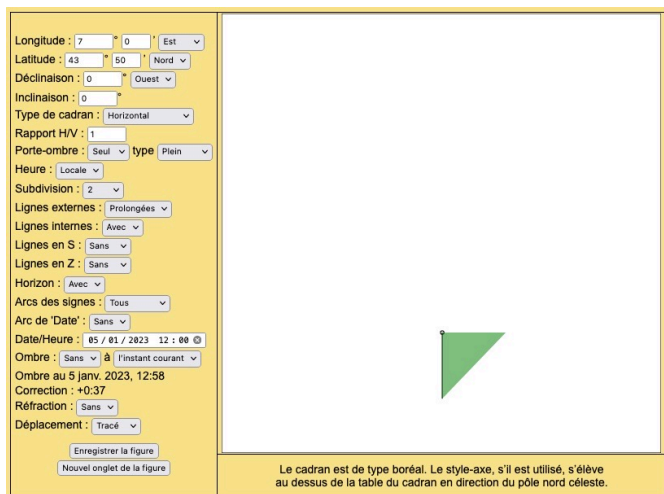 Longitude : 7 ° 0 ' Est
Latitude : 43 ° 50 ' Nord
Déclinaison : 0 ° Ouest
Inclinaison : 0 °
Type de cadran : Horizontal
Rapport H/V : 1
Porte-ombre : Seul type Plein
Heure : Locale
Subdivision : 2
Lignes externes : Prolongées
Lignes internes : Avec
Lignes en S : Sans
Lignes en Z : Sans
Horizon : Avec
Arcs des signes : Tous
Arc de 'Date' : Sans
Date/Heure : 05 / 01 / 2023 12 : 00
Ombre : Sans à l'instant courant
Ombre au 5 janv. 2023, 12:58
Correction : +0:37
Réfraction : Sans
Déplacement : Tracé
Enregistrer la figure
Nouvel onglet de la figure
Le cadran est de type boréal. Le style-axe, s'il est utilisé, s'élève
au dessus de la table du cadran en direction du pôle nord céleste.